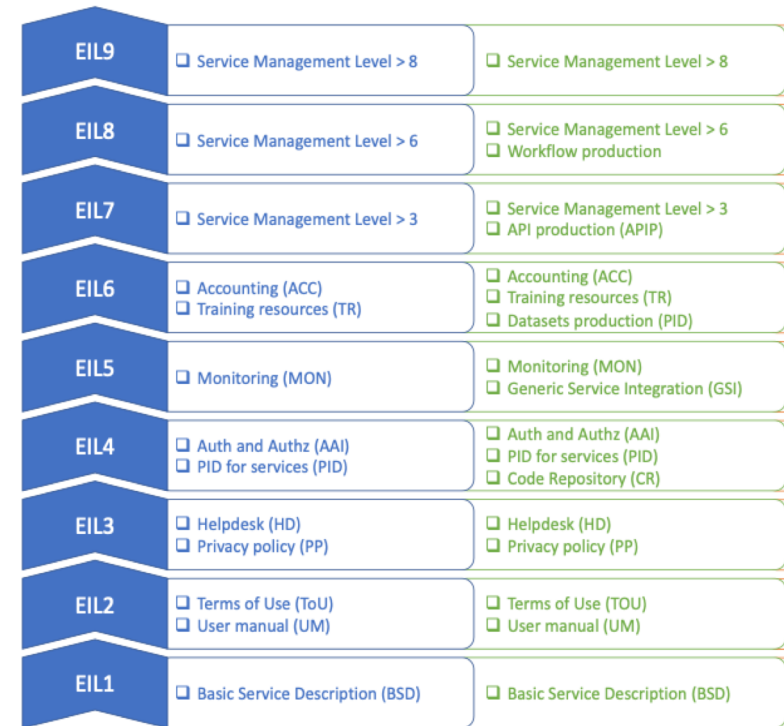 EIL9
❑ Service Management Level > 8
❑ Service Management Level > 8
EIL8
❑ Service Management Level > 6
❑ Service Management Level > 6
❑ Workflow production
EIL7
❑ Service Management Level > 3
❑ Service Management Level > 3
❑ API production (APIP)
EIL6
❑ Accounting (ACC)
❑ Training resources (TR)
❑ Accounting (ACC)
❑ Training resources (TR)
❑ Datasets production (PID)
EIL5
❑ Monitoring (MON)
❑ Monitoring (MON)
❑ Generic Service Integration (GSI)
EIL4
❑ Auth and Authz (AAI)
❑ PID for services (PID)
❑ Auth and Authz (AAI)
❑ PID for services (PID)
❑ Code Repository (CR)
EIL3
❑ Helpdesk (HD)
❑ Privacy policy (PP)
❑ Helpdesk (HD)
❑ Privacy policy (PP)
EIL2
❑ Terms of Use (ToU)
❑ User manual (UM)
❑ Terms of Use (TOU)
❑ User manual (UM)
EIL1
❑ Basic Service Description (BSD)
❑ Basic Service Description (BSD)